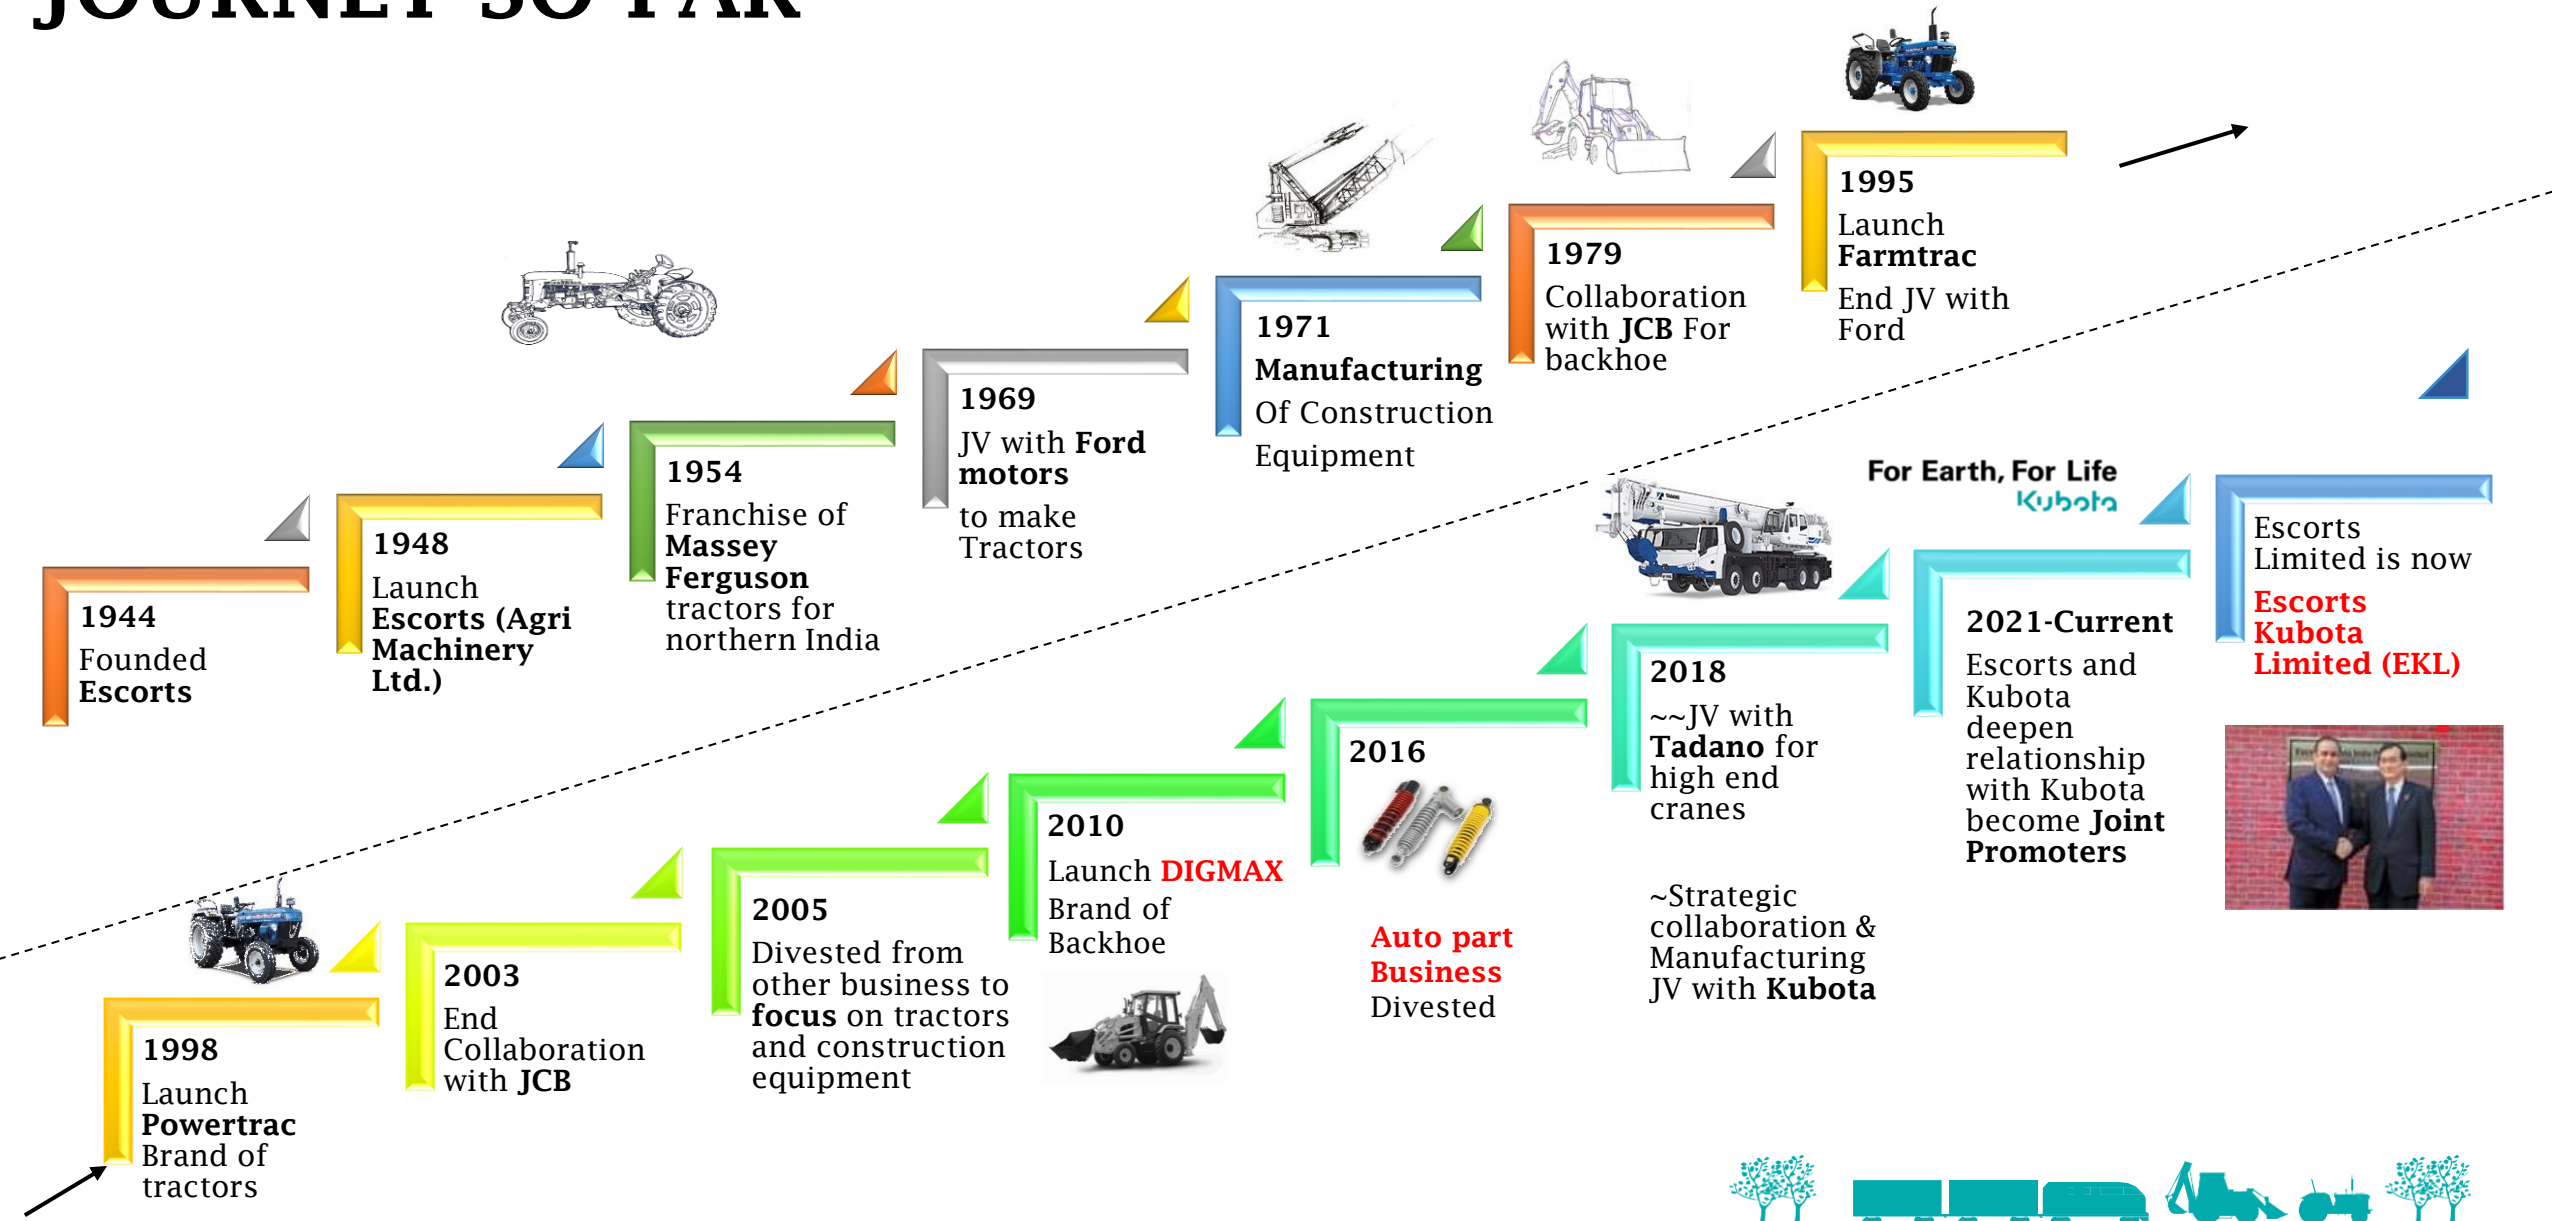 JOURNEY SO FAR
1944
Founded
Escorts
1948
Launch
Escorts (Agri
Machinery
Ltd.)
1954
Franchise of
Massey
Ferguson
tractors for
northern India
1969
JV with Ford
motors
to make
Tractors
1971
Manufacturing
Of Construction
Equipment
1979
Collaboration
with JCB For
backhoe
1995
Launch
Farmtrac
End JV with
Ford
1998
Launch
Powertrac
Brand of
tractors
2003
End
Collaboration
with JCB
2005
Divested from
other business to
focus on tractors
and construction
equipment
2010
Launch DIGMAX
Brand of
Backhoe
2016
Auto part
Business
Divested
2018
~~JV with
Tadano for
high end
cranes
~Strategic
collaboration &
Manufacturing
JV with Kubota
For Earth, For Life
Kubota
2021-Current
Escorts and
Kubota
deepen
relationship
with Kubota
become Joint
Promoters
Escorts
Limited is now
Escorts
Kubota
Limited (EKL)